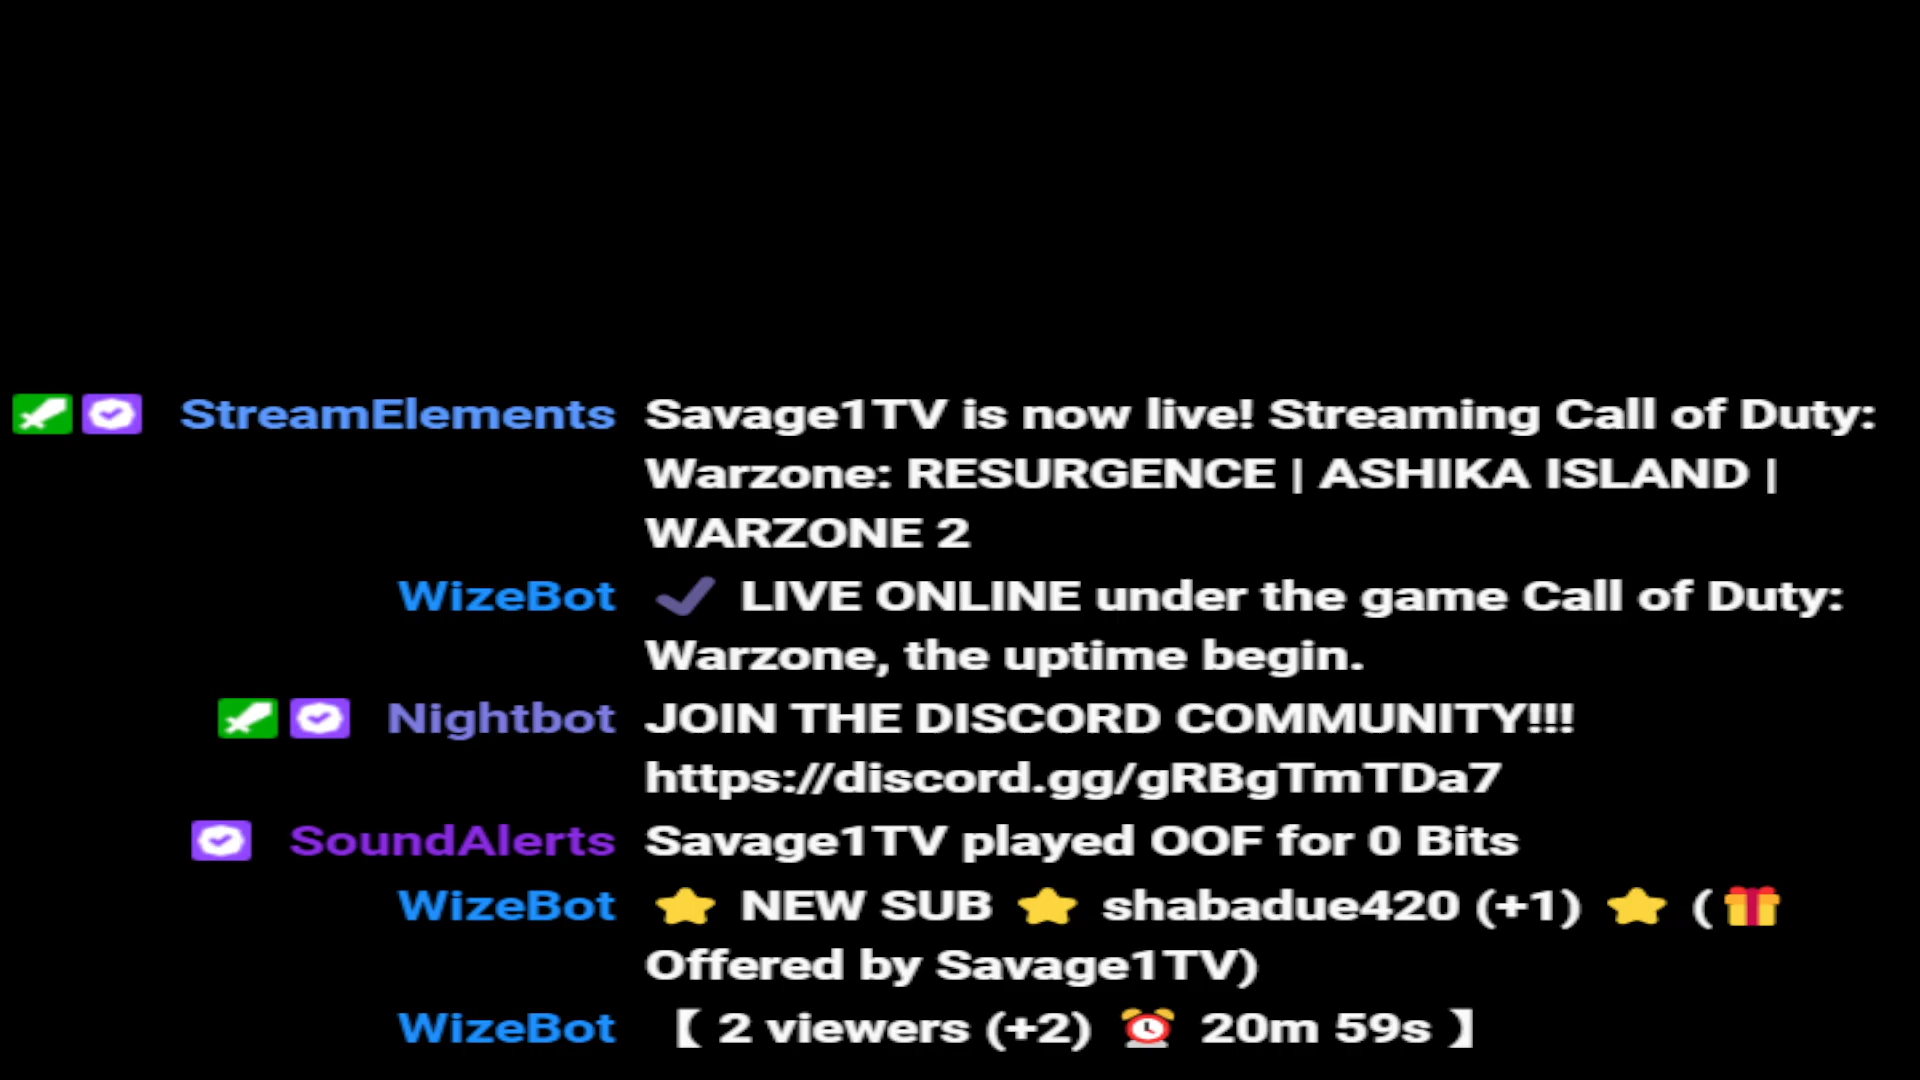 StreamElements Savage1TV is now live! Streaming Call of Duty:
Warzone: RESURGENCE | ASHIKA ISLAND |
WARZONE 2
WizeBot ✔ LIVE ONLINE under the game Call of Duty:
Warzone, the uptime begin.
Nightbot JOIN THE DISCORD COMMUNITY!!!
https://discord.gg/gRBgTmTDa7
SoundAlerts Savage1TV played OOF for 0 Bits
WizeBot ⭐ NEW SUB ⭐ shabadue420 (+1) ⭐ (🎁
Offered by Savage1TV)
WizeBot 【 2 viewers (+2) ⏰ 20m 59s 】